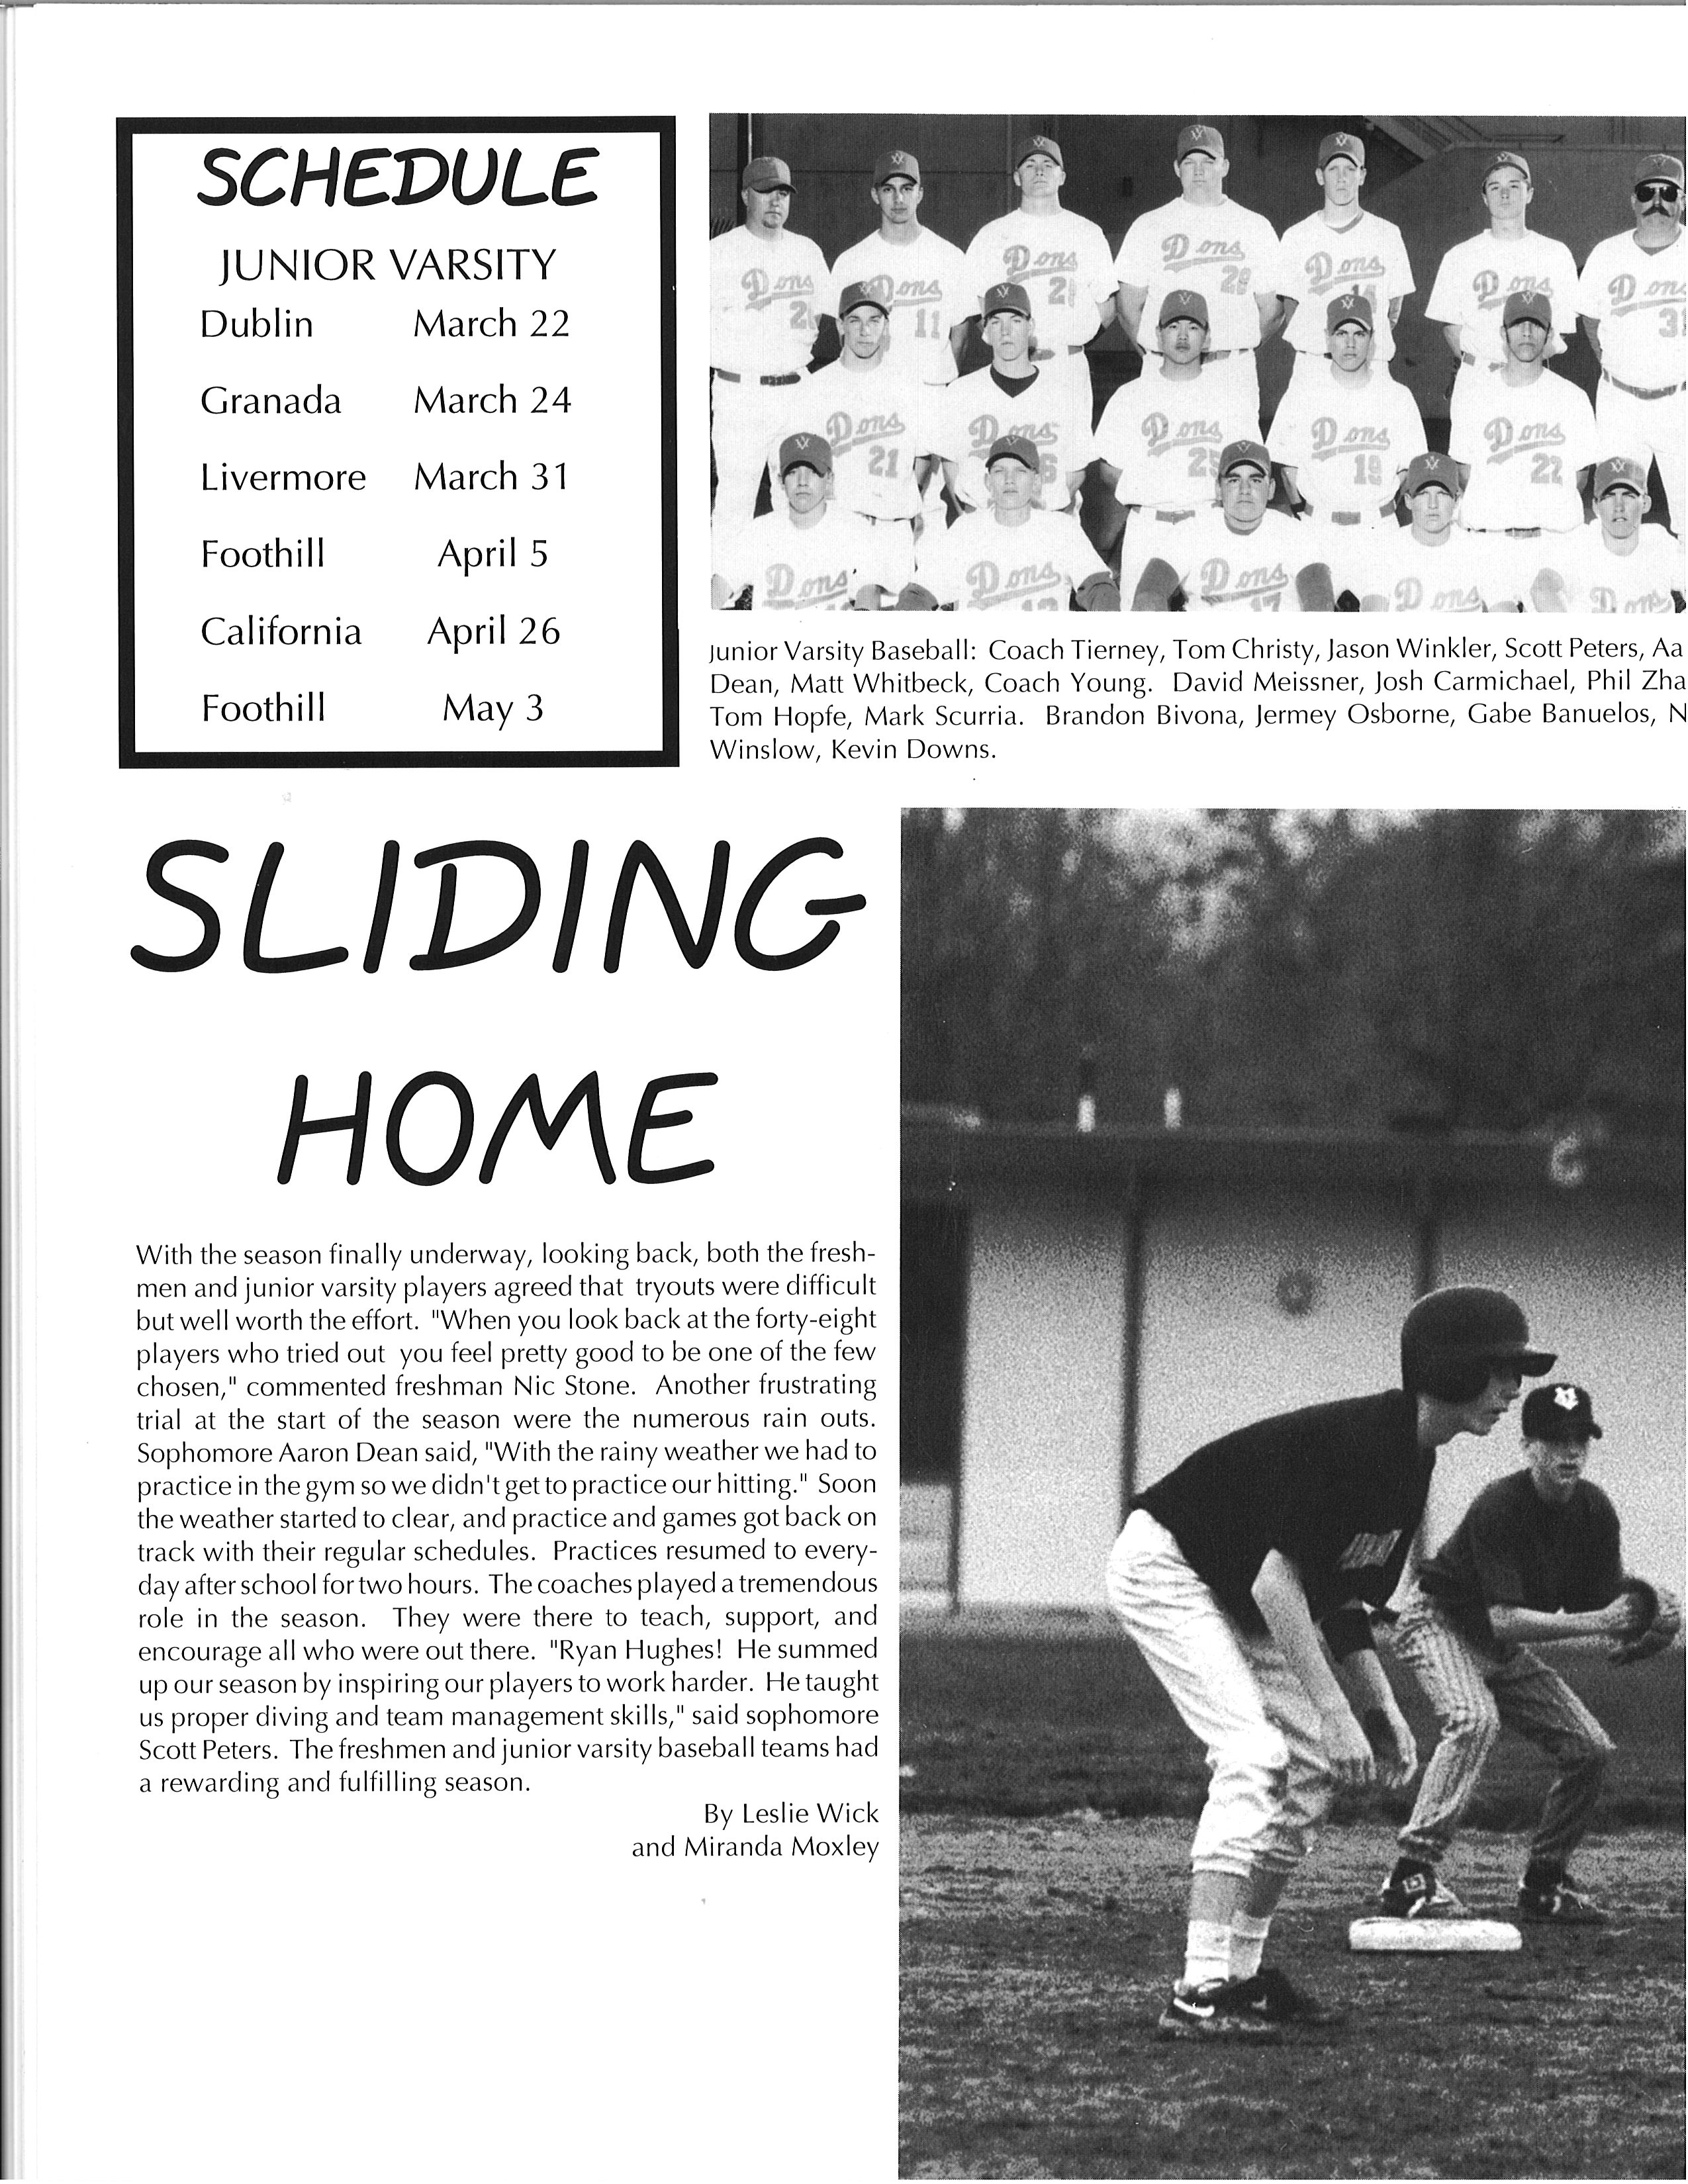 SCHEDULE
JUNIOR VARSITY
Dublin March 22
Granada March 24
Livermore March 31
Foothill April 5
California April 26
Foothill May 3
Dons 11
Dons 2
Dons 20
Dons
Dons
Dons 3
Dons 21
Dons 6
Dons 25
Dons 19
Dons 22
Dons
Dons
Dons 17
Dons
Dons
Junior Varsity Baseball: Coach Tierney, Tom Christy, Jason Winkler, Scott Peters, Aa
Dean, Matt Whitbeck, Coach Young. David Meissner, Josh Carmichael, Phil Zha
Tom Hopfe, Mark Scurria. Brandon Bivona, Jermey Osborne, Gabe Banuelos, N
Winslow, Kevin Downs.
SLIDING
HOME
With the season finally underway, looking back, both the fresh-
men and junior varsity players agreed that tryouts were difficult
but well worth the effort. "When you look back at the forty-eight
players who tried out you feel pretty good to be one of the few
chosen," commented freshman Nic Stone. Another frustrating
trial at the start of the season were the numerous rain outs.
Sophomore Aaron Dean said, "With the rainy weather we had to
practice in the gym so we didn't get to practice our hitting." Soon
the weather started to clear, and practice and games got back on
track with their regular schedules. Practices resumed to every-
day after school for two hours. The coaches played a tremendous
role in the season. They were there to teach, support, and
encourage all who were out there. "Ryan Hughes! He summed
up our season by inspiring our players to work harder. He taught
us proper diving and team management skills," said sophomore
Scott Peters. The freshmen and junior varsity baseball teams had
a rewarding and fulfilling season.
By Leslie Wick
and Miranda Moxley